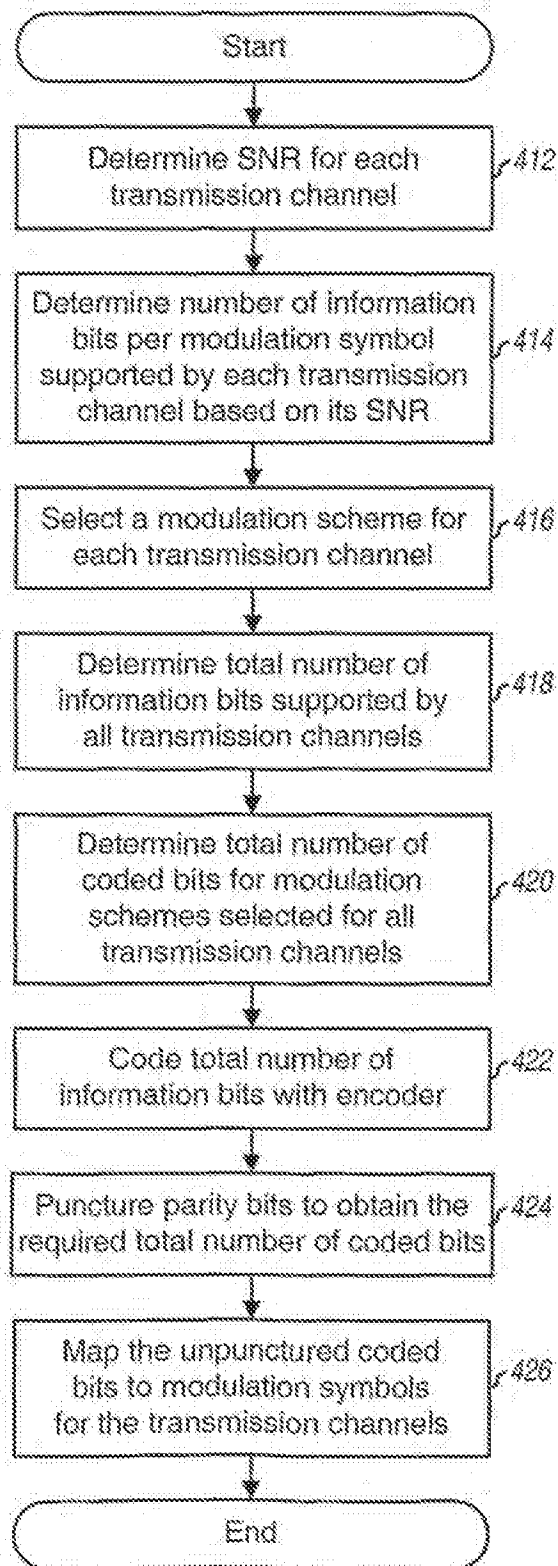 Start
Determine SNR for each
transmission channel
412
Determine number of information
bits per modulation symbol
supported by each transmission
channel based on its SNR
414
Select a modulation scheme for
each transmission channel
416
Determine total number of
information bits supported by
all transmission channels
418
Determine total number of
coded bits for modulation
schemes selected for all
transmission channels
420
Code total number of
information bits with encoder
422
Puncture parity bits to obtain the
required total number of coded bits
424
Map the unpunctured coded
bits to modulation symbols
for the transmission channels
426
End